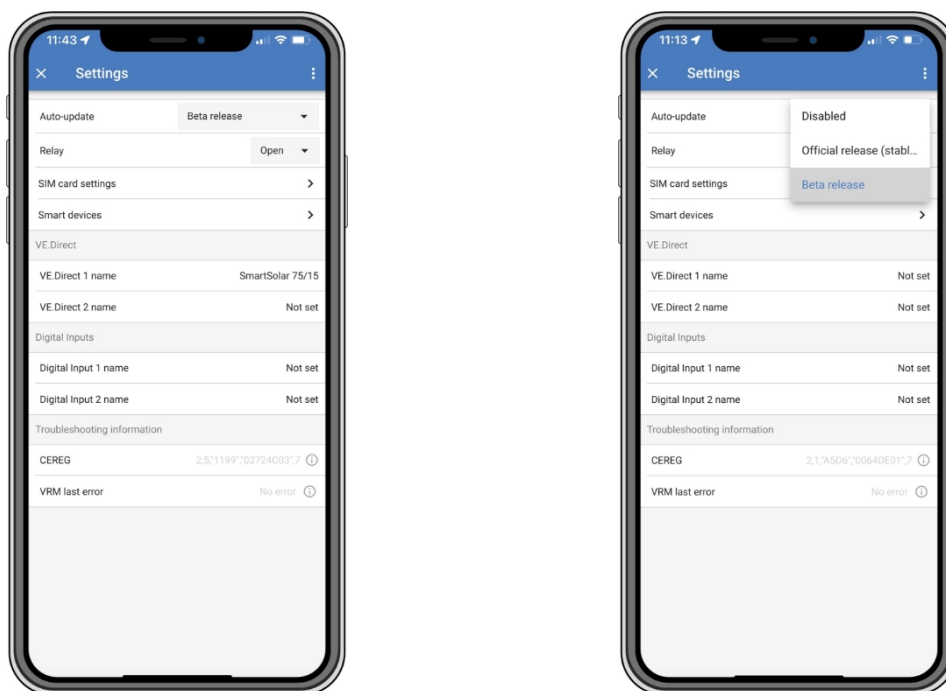 11:43
Settings
Auto-update Beta release
Relay Open
SIM card settings
Smart devices
VE.Direct
VE.Direct 1 name SmartSolar 75/15
VE.Direct 2 name Not set
Digital Inputs
Digital Input 1 name Not set
Digital Input 2 name Not set
Troubleshooting information
CEREG 2,5,"1199","02724C03",7
VRM last error No error
11:13
Settings
Auto-update Disabled
Relay Official release (stabl...
SIM card settings Beta release
Smart devices
VE.Direct
VE.Direct 1 name Not set
VE.Direct 2 name Not set
Digital Inputs
Digital Input 1 name Not set
Digital Input 2 name Not set
Troubleshooting information
CEREG 2,1,"A5D6","0064DE01",7
VRM last error No error